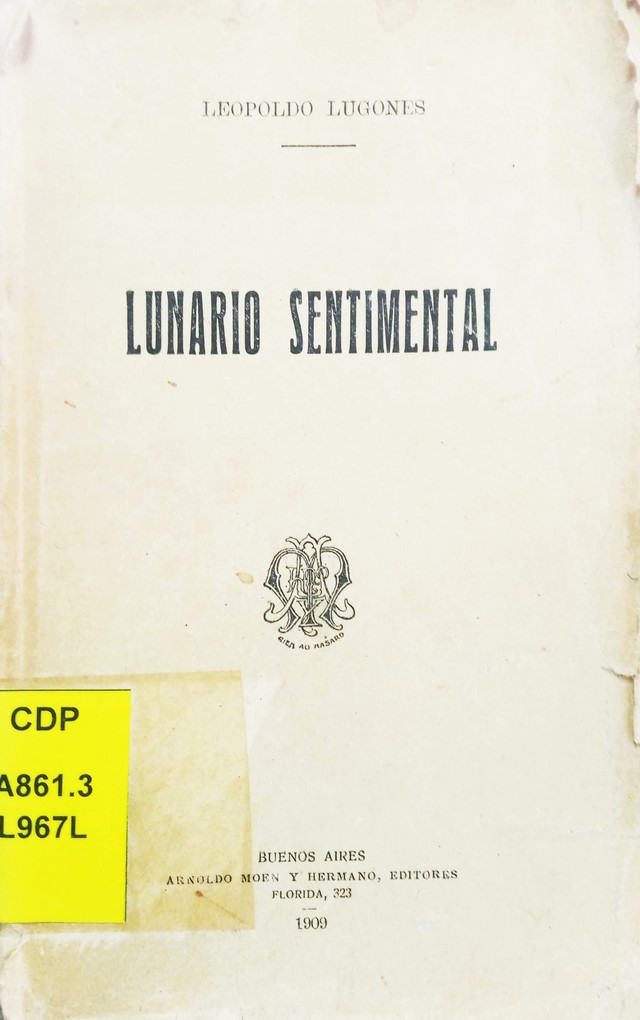 LEOPOLDO LUGONES
LUNARIO SENTIMENTAL
RIEN AU HASARD
CDP
A861.3
L967L
BUENOS AIRES
ARNOLDO MOEN Y HERMANO, EDITORES
FLORIDA, 323
1909